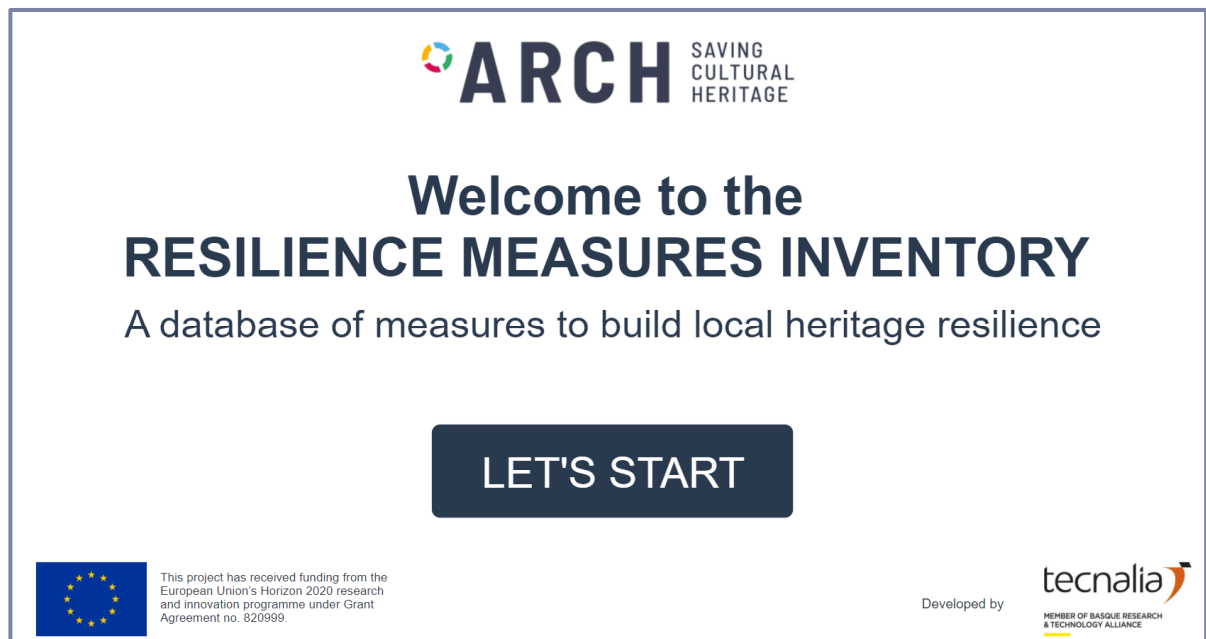 ARCH
SAVING
CULTURAL
HERITAGE
Welcome to the
RESILIENCE MEASURES INVENTORY
A database of measures to build local heritage resilience
LET'S START
This project has received funding from the
European Union's Horizon 2020 research
and innovation programme under Grant
Agreement no. 820999.
Developed by
tecnalia
MEMBER OF BASQUE RESEARCH
& TECHNOLOGY ALLIANCE